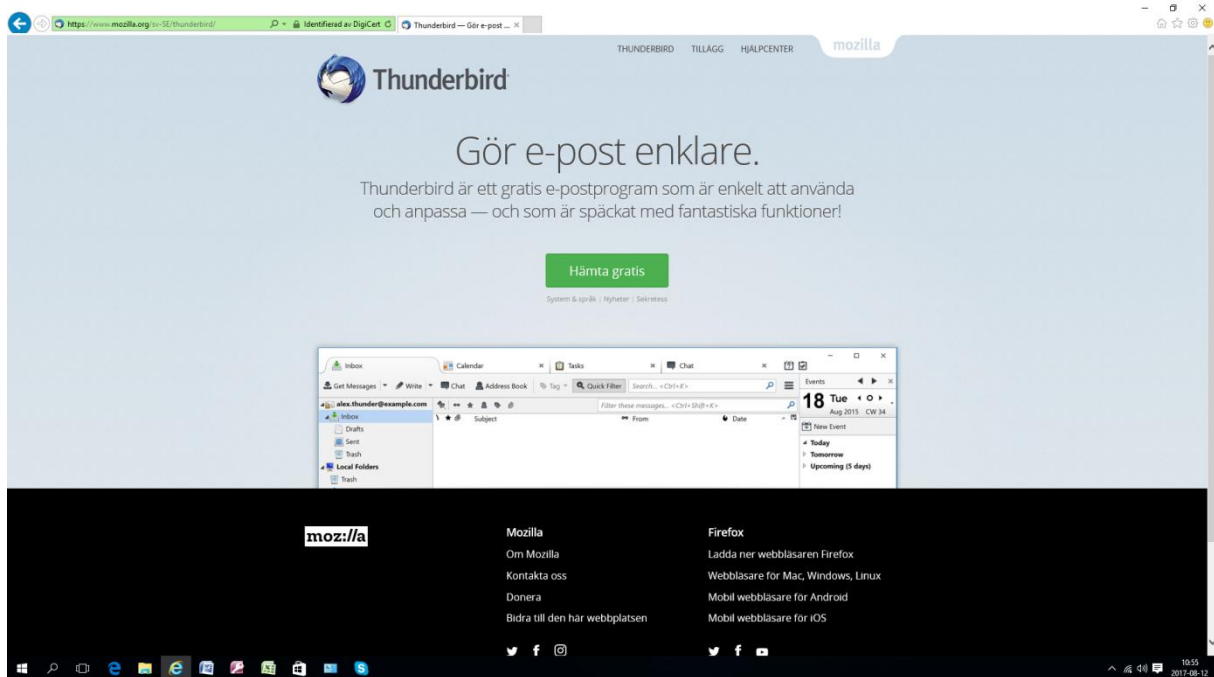 https://www.mozilla.org/sv-SE/thunderbird/
Identifierad av DigiCert
Thunderbird — Gör e-post ...
THUNDERBIRD TILLÄGG HJÄLPCENTER
mozilla
Thunderbird
Gör e-post enklare.
Thunderbird är ett gratis e-postprogram som är enkelt att använda
och anpassa — och som är späckat med fantastiska funktioner!
Hämta gratis
System & språk | Nyheter | Sekretess
Inbox Calendar Tasks Chat
Get Messages Write Chat Address Book Tag Quick Filter Search... <Ctrl+K>
Events
alex.thunder@example.com
Filter these messages... <Ctrl+Shift+K>
18 Tue
Aug 2015 CW 34
Inbox
Subject From Date
New Event
Drafts
Sent
Trash
Local Folders
Trash
Today
Tomorrow
Upcoming (5 days)
moz://a
Mozilla
Om Mozilla
Kontakta oss
Donera
Bidra till den här webbplatsen
Firefox
Ladda ner webbläsaren Firefox
Webbläsare för Mac, Windows, Linux
Mobil webbläsare för Android
Mobil webbläsare för iOS
10:55
2017-08-12